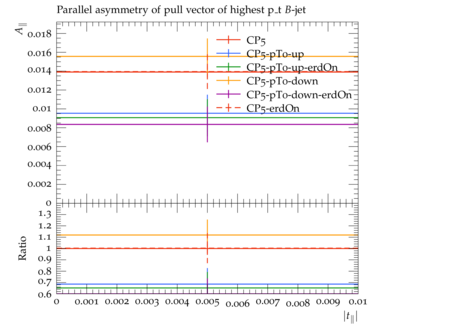 Parallel asymmetry of pull vector of highest p_t B-jet
A∥
0.018
0.016
0.014
0.012
0.01
0.008
0.006
0.004
0.002
0
CP5
CP5-pTo-up
CP5-pTo-up-erdOn
CP5-pTo-down
CP5-pTo-down-erdOn
CP5-erdOn
Ratio
1.3
1.2
1.1
1
0.9
0.8
0.7
0.6
0 0.001 0.002 0.003 0.004 0.005 0.006 0.007 0.008 0.009 0.01
|t∥|